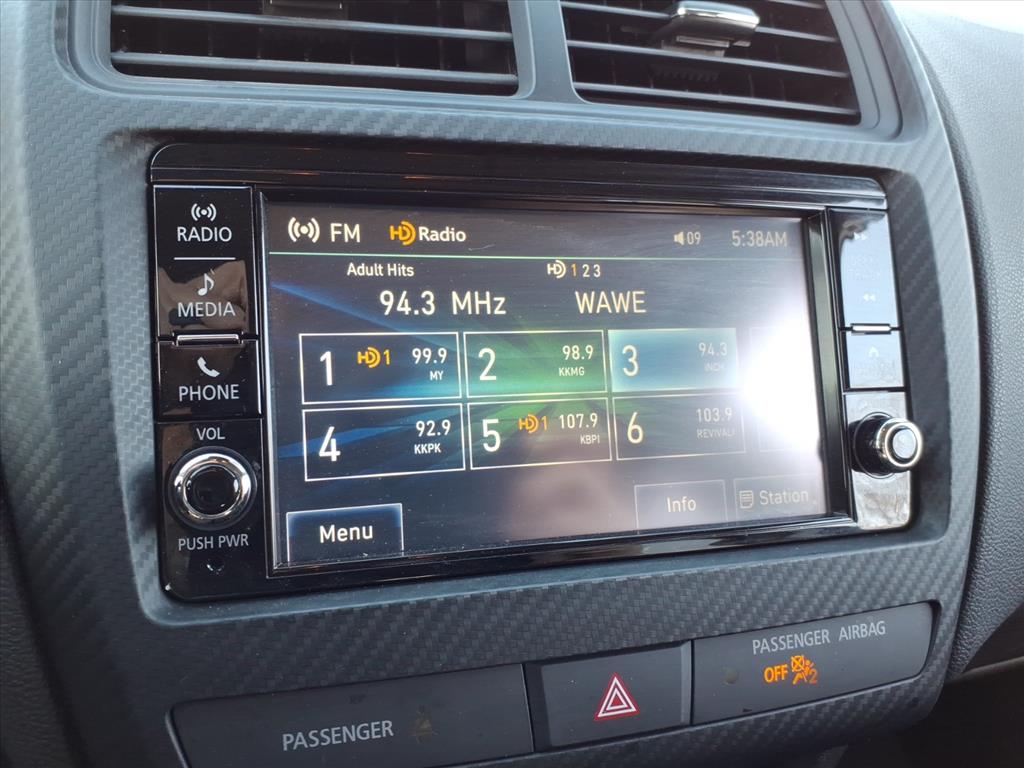 RADIO
MEDIA
PHONE
VOL
PUSH PWR
FM HD Radio 09 5:38AM
Adult Hits HD 1 2 3
94.3 MHz WAWE
1 HD 1 99.9 MY
2 98.9 KKMG
3 94.3 INCH
4 92.9 KKPK
5 HD 1 107.9 KBPI
6 103.9 REVIVAL!
Menu Info Station
PASSENGER AIRBAG
OFF 2
PASSENGER